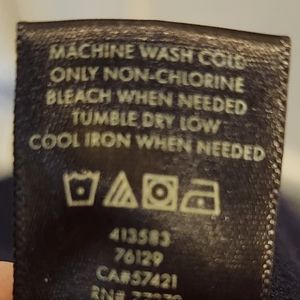 MACHINE WASH COLD
ONLY NON-CHLORINE
BLEACH WHEN NEEDED
TUMBLE DRY LOW
COOL IRON WHEN NEEDED
413583
76129
CA#57421
RN#